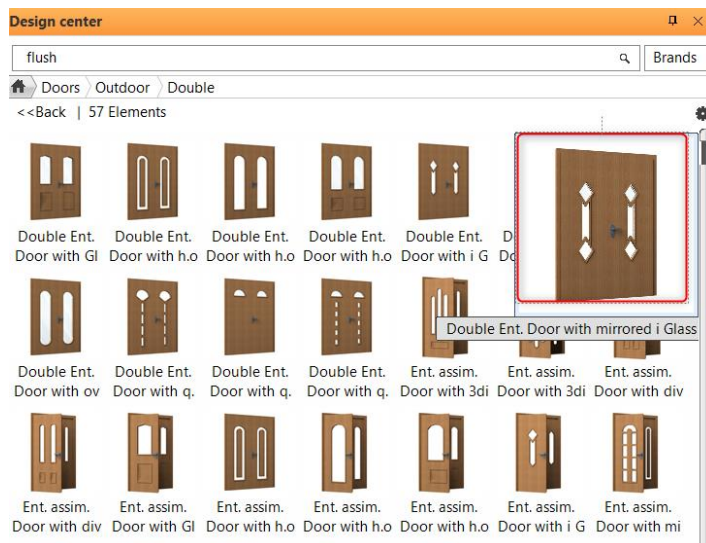 Design center
flush
Brands
Doors Outdoor Double
<<Back | 57 Elements
Double Ent. Double Ent. Double Ent. Double Ent. Double Ent. D
Door with Gl Door with h.o Door with h.o Door with h.o Door with i G Do
Double Ent. Door with mirrored i Glass
Double Ent. Double Ent. Double Ent. Double Ent. Ent. assim. Ent. assim. Ent. assim.
Door with ov Door with q. Door with q. Door with q. Door with 3di Door with 3di Door with div
Ent. assim. Ent. assim. Ent. assim. Ent. assim. Ent. assim. Ent. assim. Ent. assim.
Door with div Door with Gl Door with h.o Door with h.o Door with h.o Door with i G Door with mi